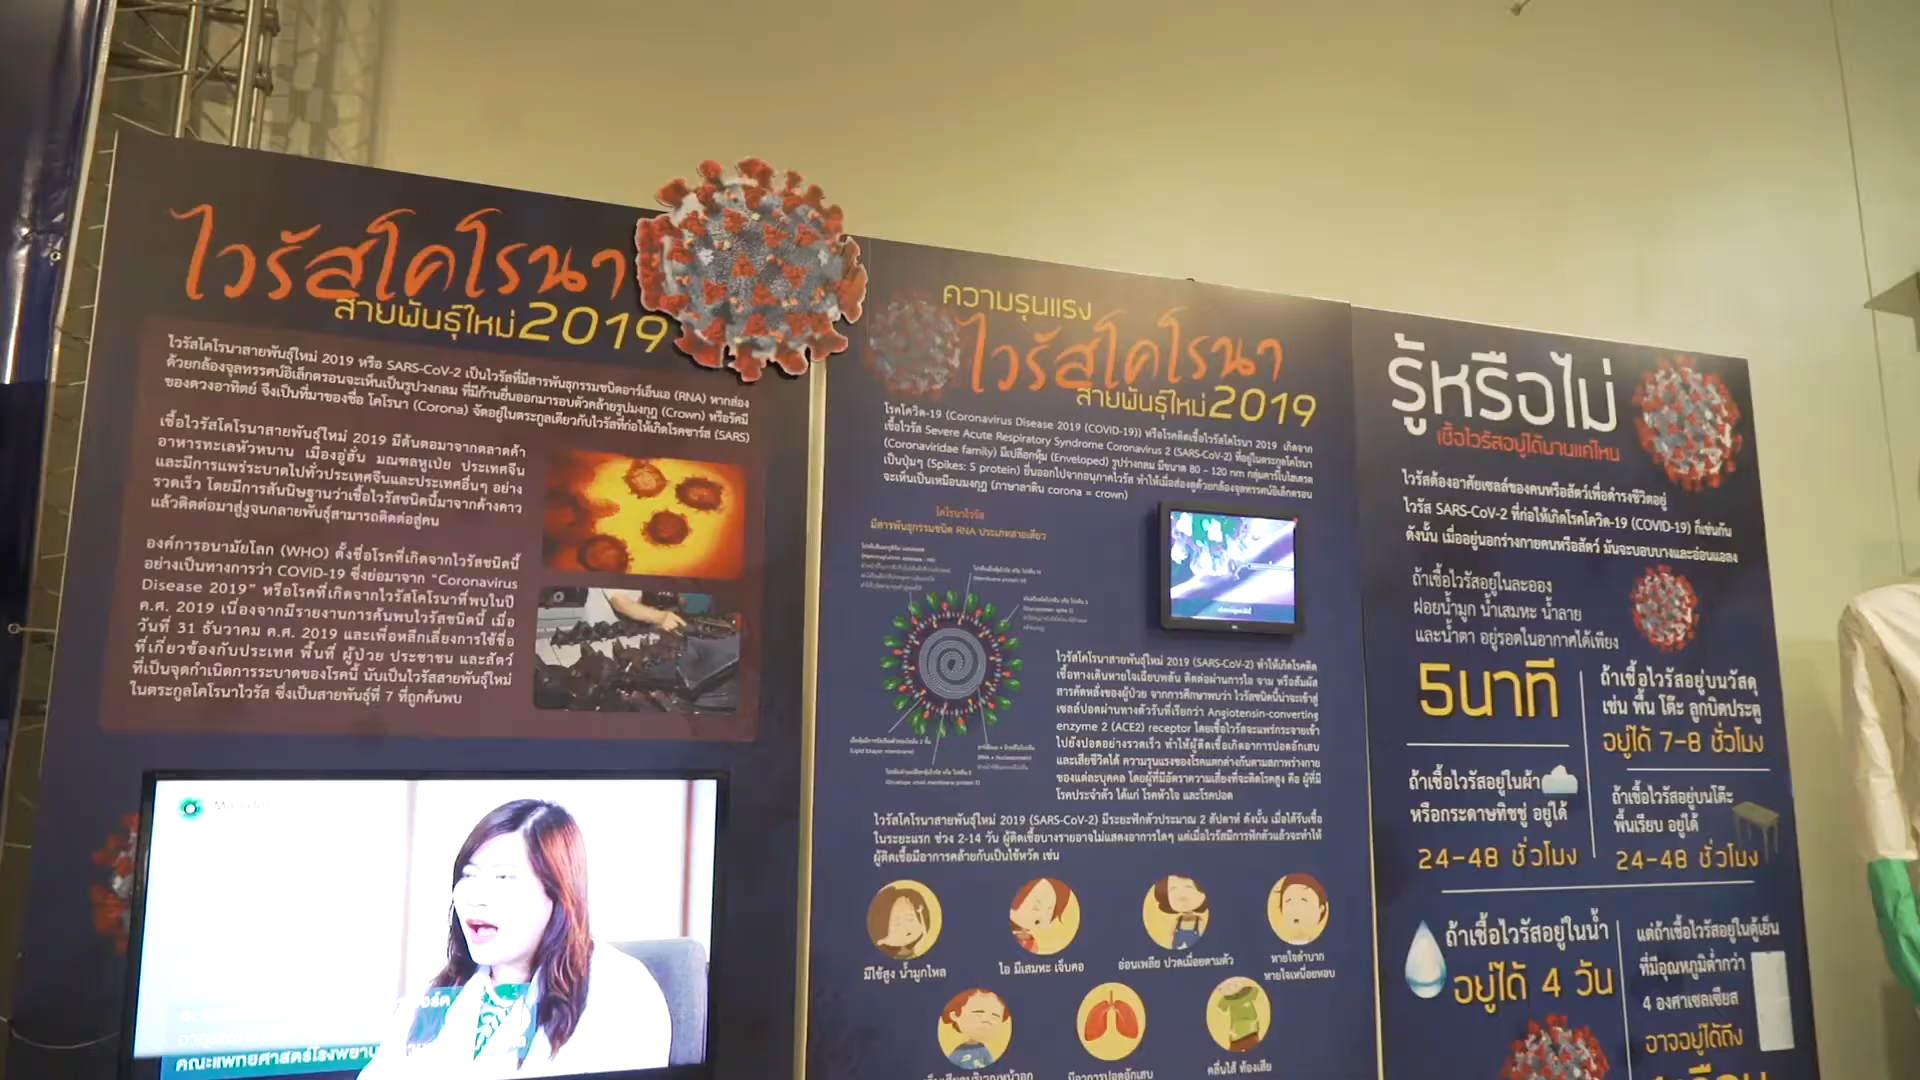 ไวรัสโคโรนา
สายพันธุ์ใหม่ 2019
ไวรัสโคโรนาสายพันธุ์ใหม่ 2019 หรือ SARS-CoV-2 เป็นไวรัสที่มีสารพันธุกรรมชนิดอาร์เอ็นเอ (RNA) หากส่อง
ด้วยกล้องจุลทรรศน์อิเล็กตรอนจะเห็นเป็นรูปวงกลม ที่มีก้านยื่นออกมารอบตัวคล้ายรูปมงกุฎ (Crown) หรือรัศมี
ของดวงอาทิตย์ จึงเป็นที่มาของชื่อ โคโรนา (Corona) จัดอยู่ในตระกูลเดียวกับไวรัสที่ก่อให้เกิดโรคซาร์ส (SARS)
เชื้อไวรัสโคโรนาสายพันธุ์ใหม่ 2019 มีต้นตอมาจากตลาดค้า
อาหารทะเลหัวหนาน เมืองอู่ฮั่น มณฑลหูเป่ย ประเทศจีน
และมีการแพร่ระบาดไปทั่วประเทศจีนและประเทศอื่นๆ อย่าง
รวดเร็ว โดยมีการสันนิษฐานว่าเชื้อไวรัสชนิดนี้มาจากค้างคาว
แล้วติดต่อมาสู่งูจนกลายพันธุ์สามารถติดต่อสู่คน
องค์การอนามัยโลก (WHO) ตั้งชื่อโรคที่เกิดจากไวรัสชนิดนี้
อย่างเป็นทางการว่า COVID-19 ซึ่งย่อมาจาก “Coronavirus
Disease 2019” หรือโรคที่เกิดจากไวรัสโคโรนาที่พบในปี
ค.ศ. 2019 เนื่องจากมีรายงานการค้นพบไวรัสชนิดนี้ เมื่อ
วันที่ 31 ธันวาคม ค.ศ. 2019 และเพื่อหลีกเลี่ยงการใช้ชื่อ
ที่เกี่ยวข้องกับประเทศ พื้นที่ ผู้ป่วย ประชาชน และสัตว์
ที่เป็นจุดกำเนิดการระบาดของโรคนี้ นับเป็นไวรัสสายพันธุ์ใหม่
ในตระกูลโคโรนาไวรัส ซึ่งเป็นสายพันธุ์ที่ 7 ที่ถูกค้นพบ
คณะแพทยศาสตร์โรงพยาบา
ความรุนแรง
ไวรัสโคโรนา
สายพันธุ์ใหม่ 2019
โรคโควิด-19 (Coronavirus Disease 2019 (COVID-19)) หรือโรคติดเชื้อไวรัสโคโรนา 2019 เกิดจาก
เชื้อไวรัส Severe Acute Respiratory Syndrome Coronavirus 2 (SARS-CoV-2) ที่อยู่ในตระกูลโคโรนา
(Coronaviridae family) มีเปลือกหุ้ม (Enveloped) รูปร่างกลม มีขนาด 80 - 120 nm กลุ่มคาร์โบไฮเดรต
เป็นปุ่มๆ (Spikes: S protein) ยื่นออกไปจากอนุภาคไวรัส ทำให้เมื่อส่องดูด้วยกล้องจุลทรรศน์อิเล็กตรอน
จะเห็นเป็นเหมือนมงกุฎ (ภาษาลาติน corona = crown)
โคโรนาไวรัส
มีสารพันธุกรรมชนิด RNA ประเภทสายเดี่ยว
ไวรัสโคโรนาสายพันธุ์ใหม่ 2019 (SARS-CoV-2) ทำให้เกิดโรคติด
เชื้อทางเดินหายใจเฉียบพลัน ติดต่อผ่านการไอ จาม หรือสัมผัส
สารคัดหลั่งของผู้ป่วย จากการศึกษาพบว่า ไวรัสชนิดนี้น่าจะเข้าสู่
เซลล์ปอดผ่านทางตัวรับที่เรียกว่า Angiotensin-converting
enzyme 2 (ACE2) receptor โดยเชื้อไวรัสจะแพร่กระจายเข้า
ไปยังปอดอย่างรวดเร็ว ทำให้ผู้ติดเชื้อเกิดอาการปอดอักเสบ
และเสียชีวิตได้ ความรุนแรงของโรคแตกต่างกันตามสภาพร่างกาย
ของแต่ละบุคคล โดยผู้ที่มีอัตราความเสี่ยงที่จะติดโรคสูง คือ ผู้ที่มี
โรคประจำตัว ได้แก่ โรคหัวใจ และโรคปอด
ไวรัสโคโรนาสายพันธุ์ใหม่ 2019 (SARS-CoV-2) มีระยะฟักตัวประมาณ 2 สัปดาห์ ดังนั้น เมื่อได้รับเชื้อ
ในระยะแรก ช่วง 2-14 วัน ผู้ติดเชื้อบางรายอาจไม่แสดงอาการใดๆ แต่เมื่อไวรัสมีการฟักตัวแล้วจะทำให้
ผู้ติดเชื้อมีอาการคล้ายกับเป็นไข้หวัด เช่น
มีไข้สูง น้ำมูกไหล
ไอ มีเสมหะ เจ็บคอ
อ่อนเพลีย ปวดเมื่อยตามตัว
หายใจลำบาก
หายใจเหนื่อยหอบ
มีอาการปอดอักเสบ
คลื่นไส้ ท้องเสีย
รู้หรือไม่
เชื้อไวรัสอยู่ได้นานแค่ไหน
ไวรัสต้องอาศัยเซลล์ของคนหรือสัตว์เพื่อดำรงชีวิตอยู่
ไวรัส SARS-CoV-2 ที่ก่อให้เกิดโรคโควิด-19 (COVID-19) ก็เช่นกัน
ดังนั้น เมื่ออยู่นอกร่างกายคนหรือสัตว์ มันจะบอบบางและอ่อนแอลง
ถ้าเชื้อไวรัสอยู่ในละออง
ฝอยน้ำมูก น้ำเสมหะ น้ำลาย
และน้ำตา อยู่รอดในอากาศได้เพียง
5นาที
ถ้าเชื้อไวรัสอยู่บนวัสดุ
เช่น พื้น โต๊ะ ลูกบิดประตู
อยู่ได้ 7-8 ชั่วโมง
ถ้าเชื้อไวรัสอยู่ในผ้า
หรือกระดาษทิชชู่ อยู่ได้
24-48 ชั่วโมง
ถ้าเชื้อไวรัสอยู่บนโต๊ะ
พื้นเรียบ อยู่ได้
24-48 ชั่วโมง
ถ้าเชื้อไวรัสอยู่ในน้ำ
อยู่ได้ 4 วัน
แต่ถ้าเชื้อไวรัสอยู่ในตู้เย็น
ที่มีอุณหภูมิต่ำกว่า
4 องศาเซลเซียส
อาจอยู่ได้ถึง